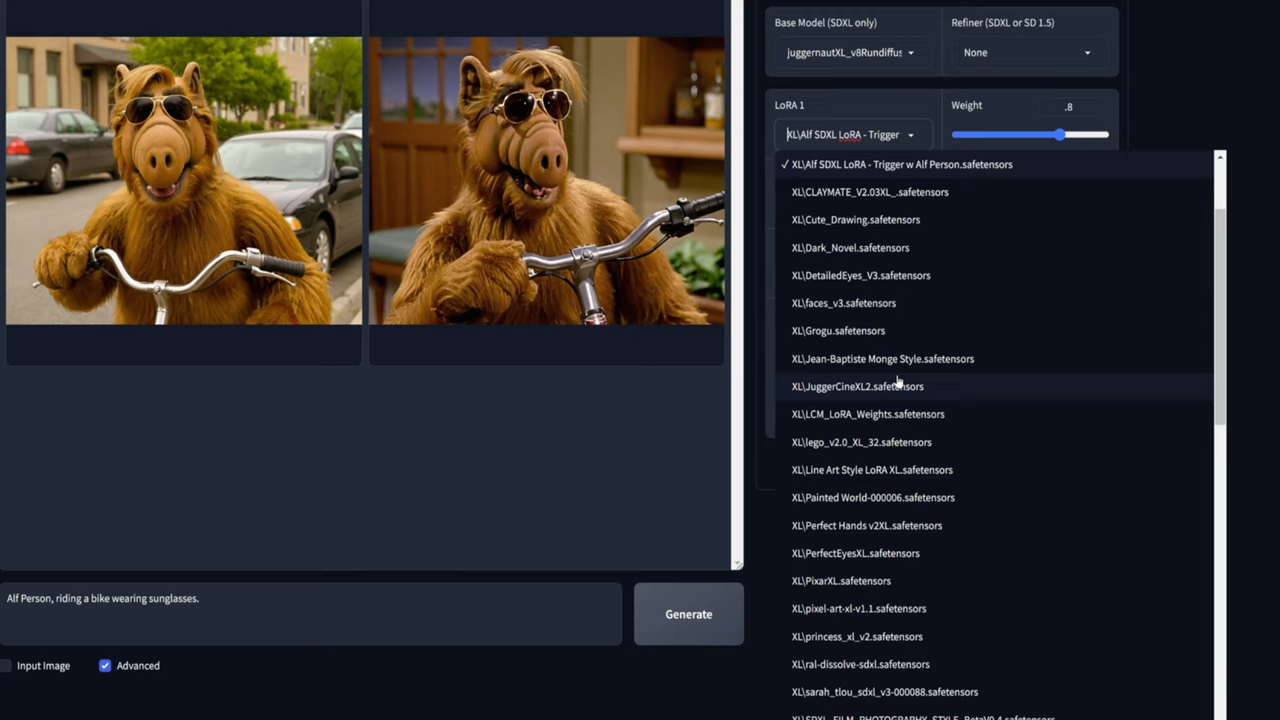 Base Model (SDXL only)
Refiner (SDXL or SD 1.5)
juggernautXL_v8Rundiffus
None
LoRA 1
Weight
.8
XL\Alf SDXL LoRA - Trigger
✓ XL\Alf SDXL LoRA - Trigger w Alf Person.safetensors
XL\CLAYMATE_V2.03XL_.safetensors
XL\Cute_Drawing.safetensors
XL\Dark_Novel.safetensors
XL\DetailedEyes_V3.safetensors
XL\faces_v3.safetensors
XL\Grogu.safetensors
XL\Jean-Baptiste Monge Style.safetensors
XL\JuggerCineXL2.safetensors
XL\LCM_LoRA_Weights.safetensors
XL\lego_v2.0_XL_32.safetensors
XL\Line Art Style LoRA XL.safetensors
XL\Painted World-000006.safetensors
XL\Perfect Hands v2XL.safetensors
XL\PerfectEyesXL.safetensors
XL\PixarXL.safetensors
XL\pixel-art-xl-v1.1.safetensors
XL\princess_xl_v2.safetensors
XL\ral-dissolve-sdxl.safetensors
XL\sarah_tlou_sdxl_v3-000088.safetensors
XL\SDXL_FILM_PHOTOGRAPHY_STYLE_BetaV0.4.safetensors
Alf Person, riding a bike wearing sunglasses.
Generate
Input Image
Advanced